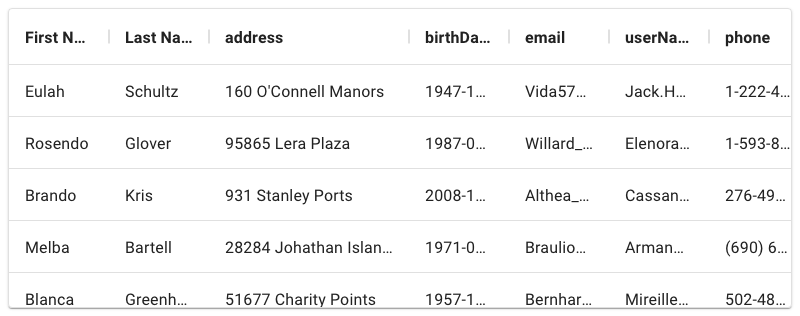 First N... Last Na... address birthDa... email userNa... phone
Eulah Schultz 160 O'Connell Manors 1947-1... Vida57... Jack.H... 1-222-4...
Rosendo Glover 95865 Lera Plaza 1987-0... Willard_... Elenora... 1-593-8...
Brando Kris 931 Stanley Ports 2008-1... Althea_... Cassan... 276-49...
Melba Bartell 28284 Johathan Islan... 1971-0... Braulio... Arman... (690) 6...
Blanca Greenh... 51677 Charity Points 1957-1... Bernhar... Mireille... 502-48...